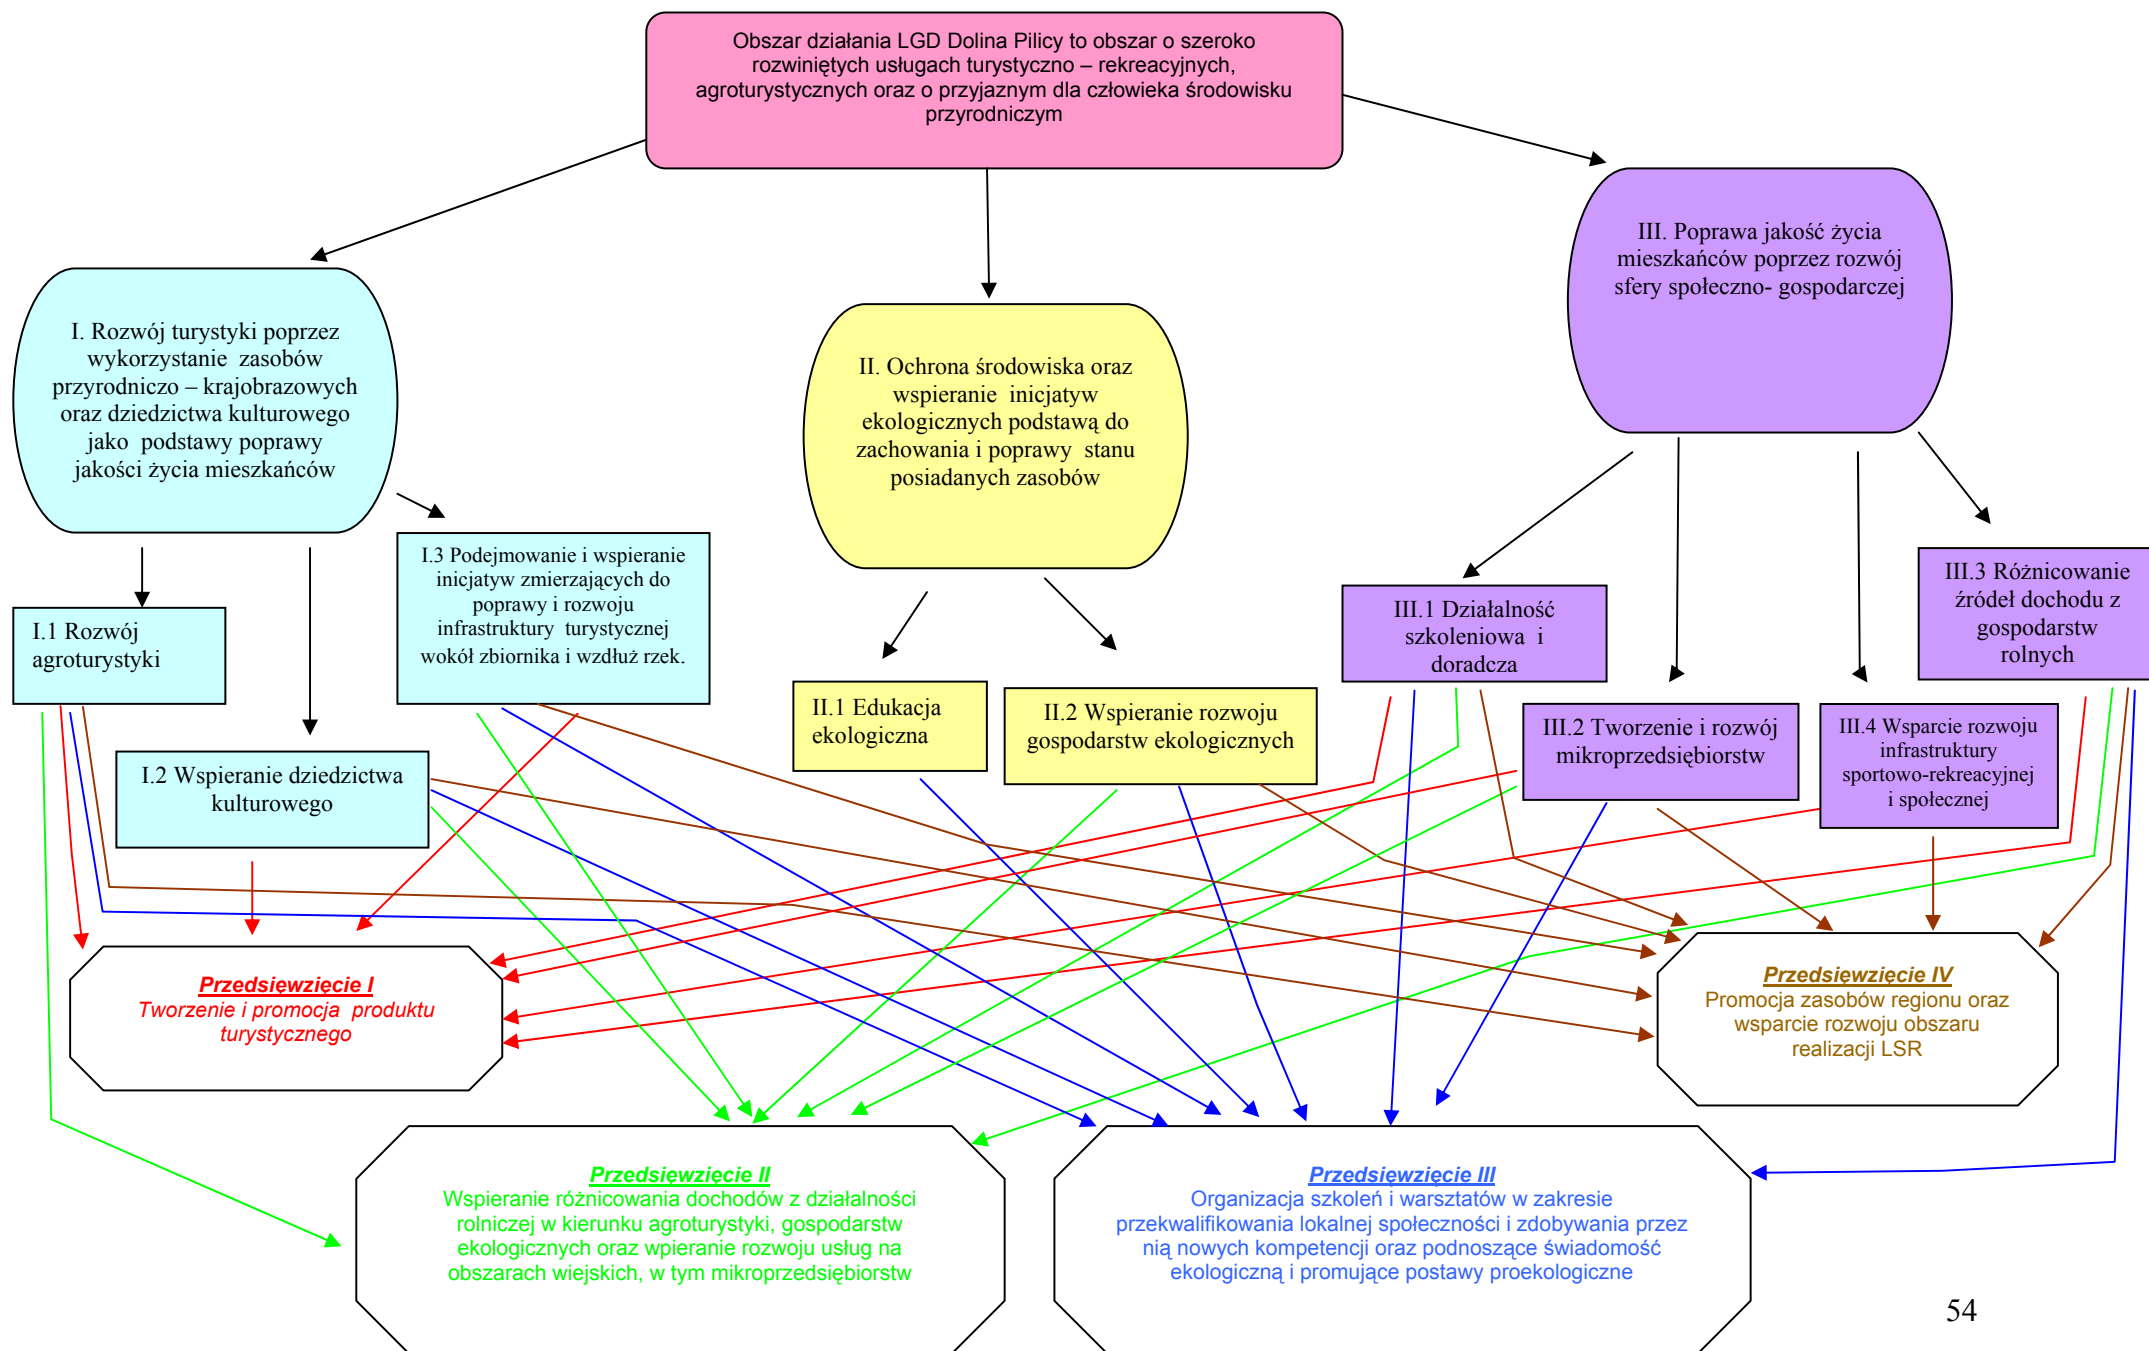 Obszar działania LGD Dolina Pilicy to obszar o szeroko
rozwiniętych usługach turystyczno – rekreacyjnych,
agroturystycznych oraz o przyjaznym dla człowieka środowisku
przyrodniczym
I. Rozwój turystyki poprzez
wykorzystanie zasobów
przyrodniczo – krajobrazowych
oraz dziedzictwa kulturowego
jako podstawy poprawy
jakości życia mieszkańców
II. Ochrona środowiska oraz
wspieranie inicjatyw
ekologicznych podstawą do
zachowania i poprawy stanu
posiadanych zasobów
III. Poprawa jakość życia
mieszkańców poprzez rozwój
sfery społeczno- gospodarczej
I.1 Rozwój
agroturystyki
I.2 Wspieranie dziedzictwa
kulturowego
I.3 Podejmowanie i wspieranie
inicjatyw zmierzających do
poprawy i rozwoju
infrastruktury turystycznej
wokół zbiornika i wzdłuż rzek.
II.1 Edukacja
ekologiczna
II.2 Wspieranie rozwoju
gospodarstw ekologicznych
III.1 Działalność
szkoleniowa i
doradcza
III.2 Tworzenie i rozwój
mikroprzedsiębiorstw
III.4 Wsparcie rozwoju
infrastruktury
sportowo-rekreacyjnej
i społecznej
III.3 Różnicowanie
źródeł dochodu z
gospodarstw
rolnych
Przedsięwzięcie I
Tworzenie i promocja produktu
turystycznego
Przedsięwzięcie IV
Promocja zasobów regionu oraz
wsparcie rozwoju obszaru
realizacji LSR
Przedsięwzięcie II
Wspieranie różnicowania dochodów z działalności
rolniczej w kierunku agroturystyki, gospodarstw
ekologicznych oraz wpieranie rozwoju usług na
obszarach wiejskich, w tym mikroprzedsiębiorstw
Przedsięwzięcie III
Organizacja szkoleń i warsztatów w zakresie
przekwalifikowania lokalnej społeczności i zdobywania przez
nią nowych kompetencji oraz podnoszące świadomość
ekologiczną i promujące postawy proekologiczne
54